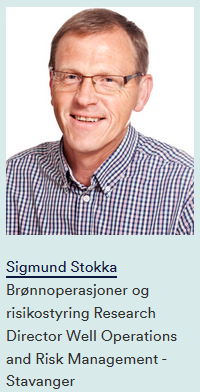 Sigmund Stokka
Brønnoperasjoner og
risikostyring Research
Director Well Operations
and Risk Management -
Stavanger